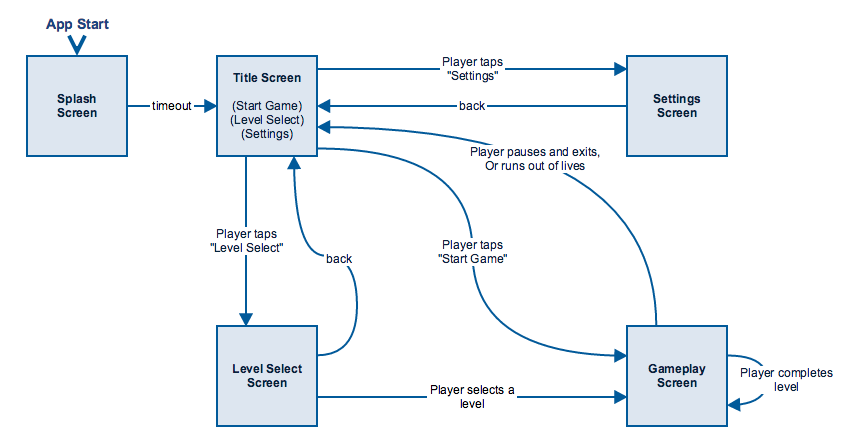 App Start
Splash
Screen
timeout
Title Screen
(Start Game)
(Level Select)
(Settings)
Player taps
"Settings"
back
Settings
Screen
Player pauses and exits,
Or runs out of lives
Player taps
"Level Select"
back
Player taps
"Start Game"
Level Select
Screen
Player selects a
level
Gameplay
Screen
Player completes
level